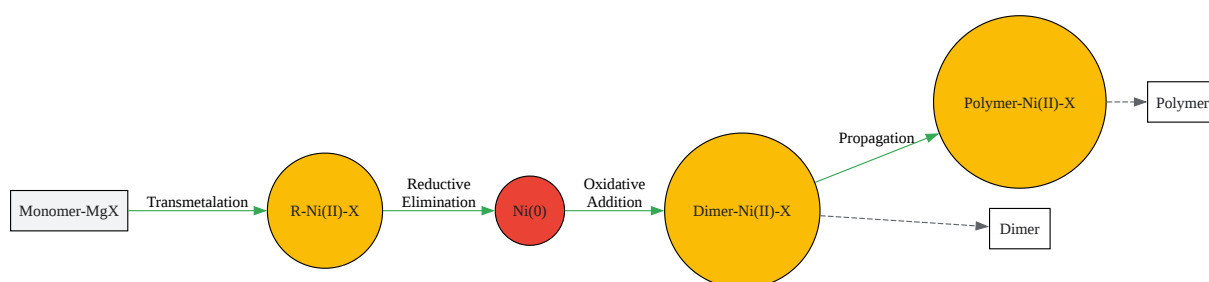 Monomer-MgX
Transmetalation
R-Ni(II)-X
Reductive
Elimination
Ni(0)
Oxidative
Addition
Dimer-Ni(II)-X
Propagation
Polymer-Ni(II)-X
Polymer
Dimer